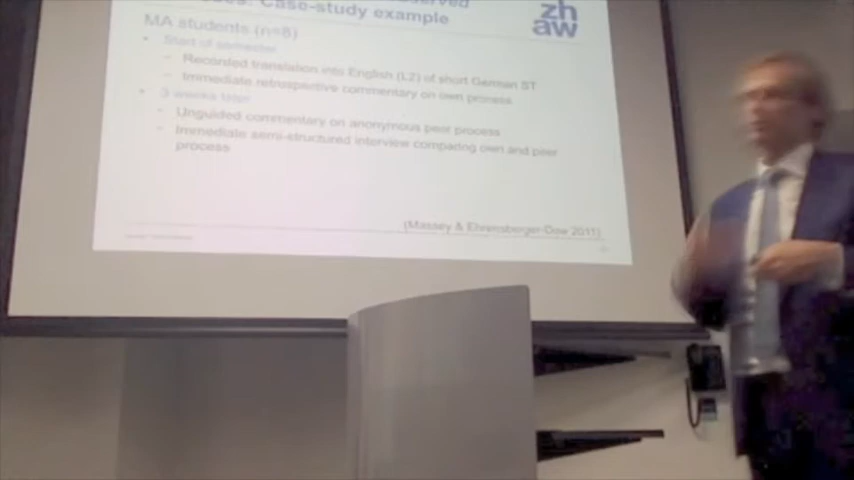 Case-study example
zh
aw
MA students (n=8)
• Start of semester
– Recorded translation into English (L2) of short German ST
– Immediate retrospective commentary on own process
• 3 weeks later
– Unguided commentary on anonymous peer process
– Immediate semi-structured interview comparing own and peer
process
(Massey & Ehrensberger-Dow 2011)